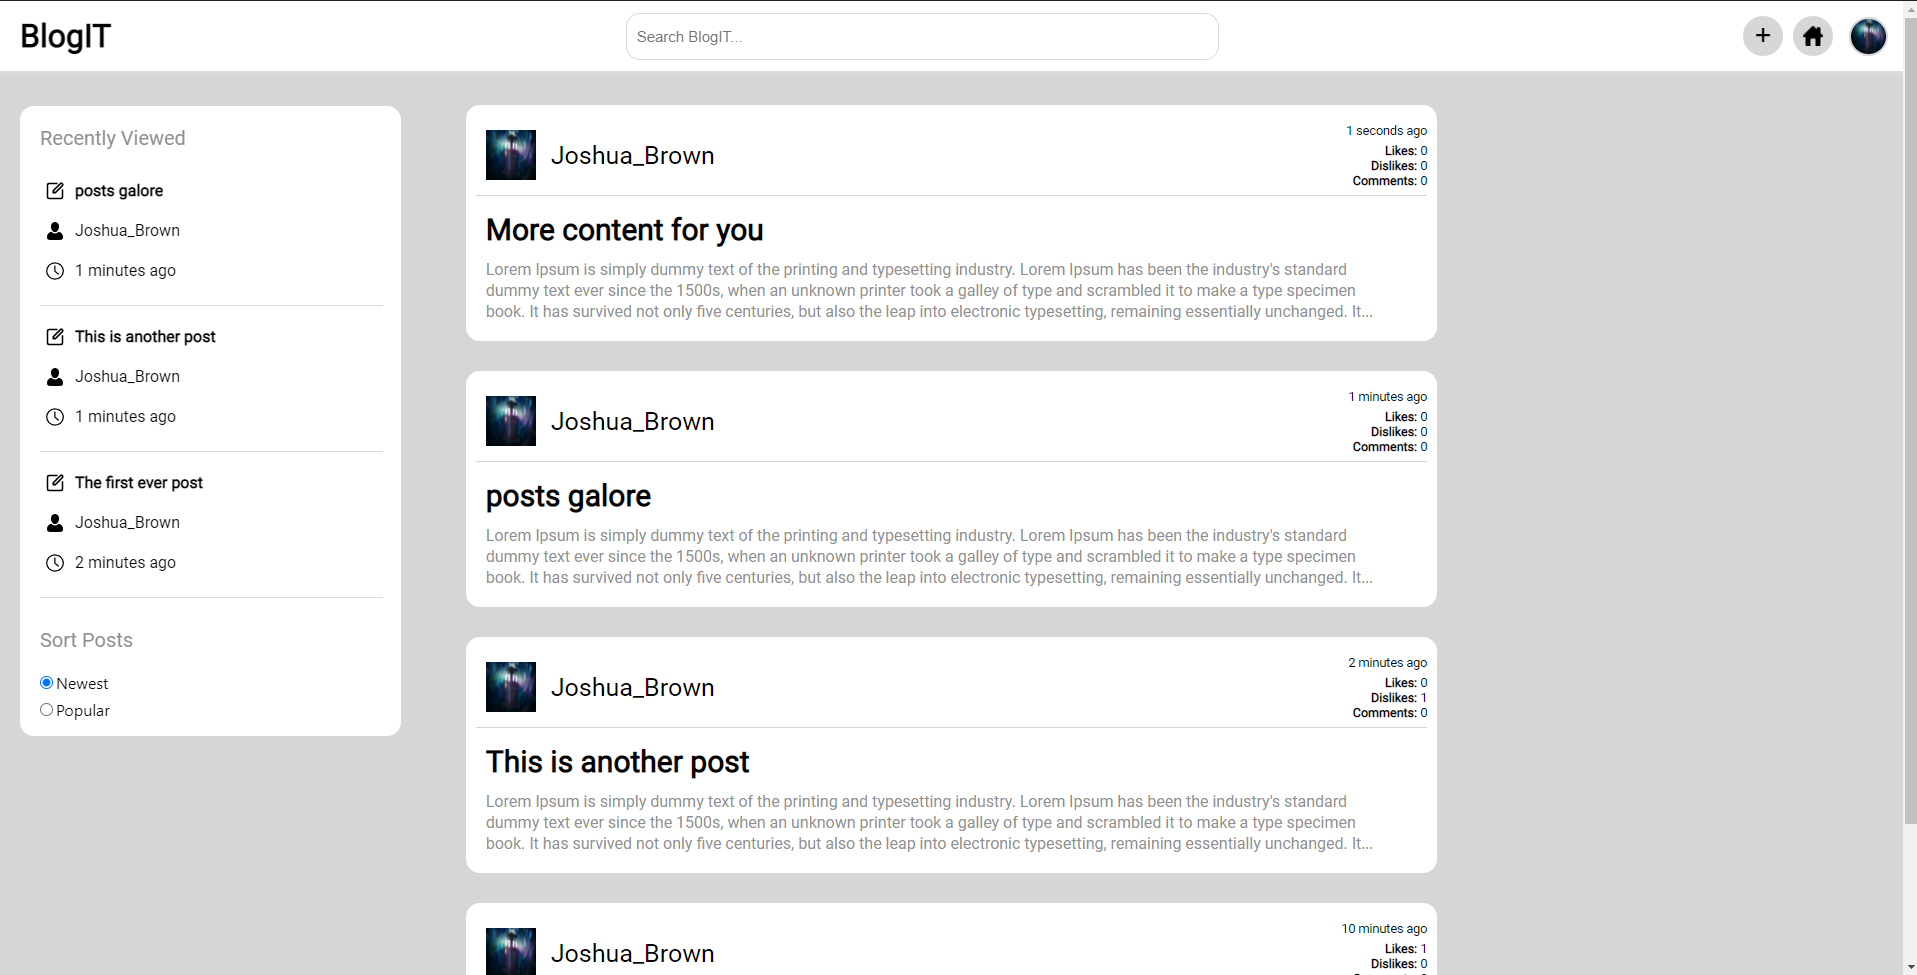 BlogIT
Search BlogIT...
+
Recently Viewed
posts galore
Joshua_Brown
1 minutes ago
This is another post
Joshua_Brown
1 minutes ago
The first ever post
Joshua_Brown
2 minutes ago
Sort Posts
Newest
Popular
Joshua_Brown
1 seconds ago
Likes: 0
Dislikes: 0
Comments: 0
More content for you
Lorem Ipsum is simply dummy text of the printing and typesetting industry. Lorem Ipsum has been the industry's standard
dummy text ever since the 1500s, when an unknown printer took a galley of type and scrambled it to make a type specimen
book. It has survived not only five centuries, but also the leap into electronic typesetting, remaining essentially unchanged. It...
Joshua_Brown
1 minutes ago
Likes: 0
Dislikes: 0
Comments: 0
posts galore
Lorem Ipsum is simply dummy text of the printing and typesetting industry. Lorem Ipsum has been the industry's standard
dummy text ever since the 1500s, when an unknown printer took a galley of type and scrambled it to make a type specimen
book. It has survived not only five centuries, but also the leap into electronic typesetting, remaining essentially unchanged. It...
Joshua_Brown
2 minutes ago
Likes: 0
Dislikes: 1
Comments: 0
This is another post
Lorem Ipsum is simply dummy text of the printing and typesetting industry. Lorem Ipsum has been the industry's standard
dummy text ever since the 1500s, when an unknown printer took a galley of type and scrambled it to make a type specimen
book. It has survived not only five centuries, but also the leap into electronic typesetting, remaining essentially unchanged. It...
Joshua_Brown
10 minutes ago
Likes: 1
Dislikes: 0